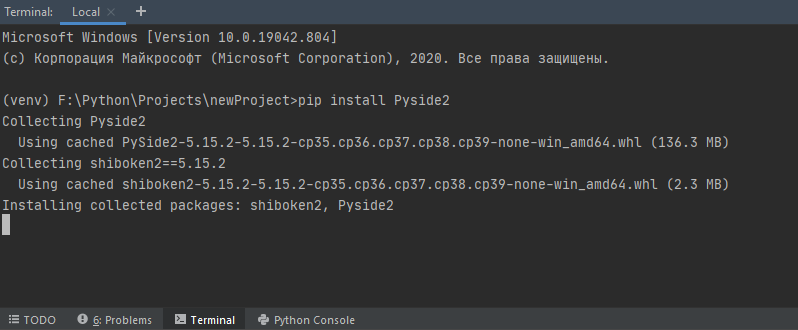 Terminal: Local × +
Microsoft Windows [Version 10.0.19042.804]
(c) Корпорация Майкрософт (Microsoft Corporation), 2020. Все права защищены.
(venv) F:\Python\Projects\newProject>pip install Pyside2
Collecting Pyside2
  Using cached PySide2-5.15.2-5.15.2-cp35.cp36.cp37.cp38.cp39-none-win_amd64.whl (136.3 MB)
Collecting shiboken2==5.15.2
  Using cached shiboken2-5.15.2-5.15.2-cp35.cp36.cp37.cp38.cp39-none-win_amd64.whl (2.3 MB)
Installing collected packages: shiboken2, Pyside2
TODO 6: Problems Terminal Python Console